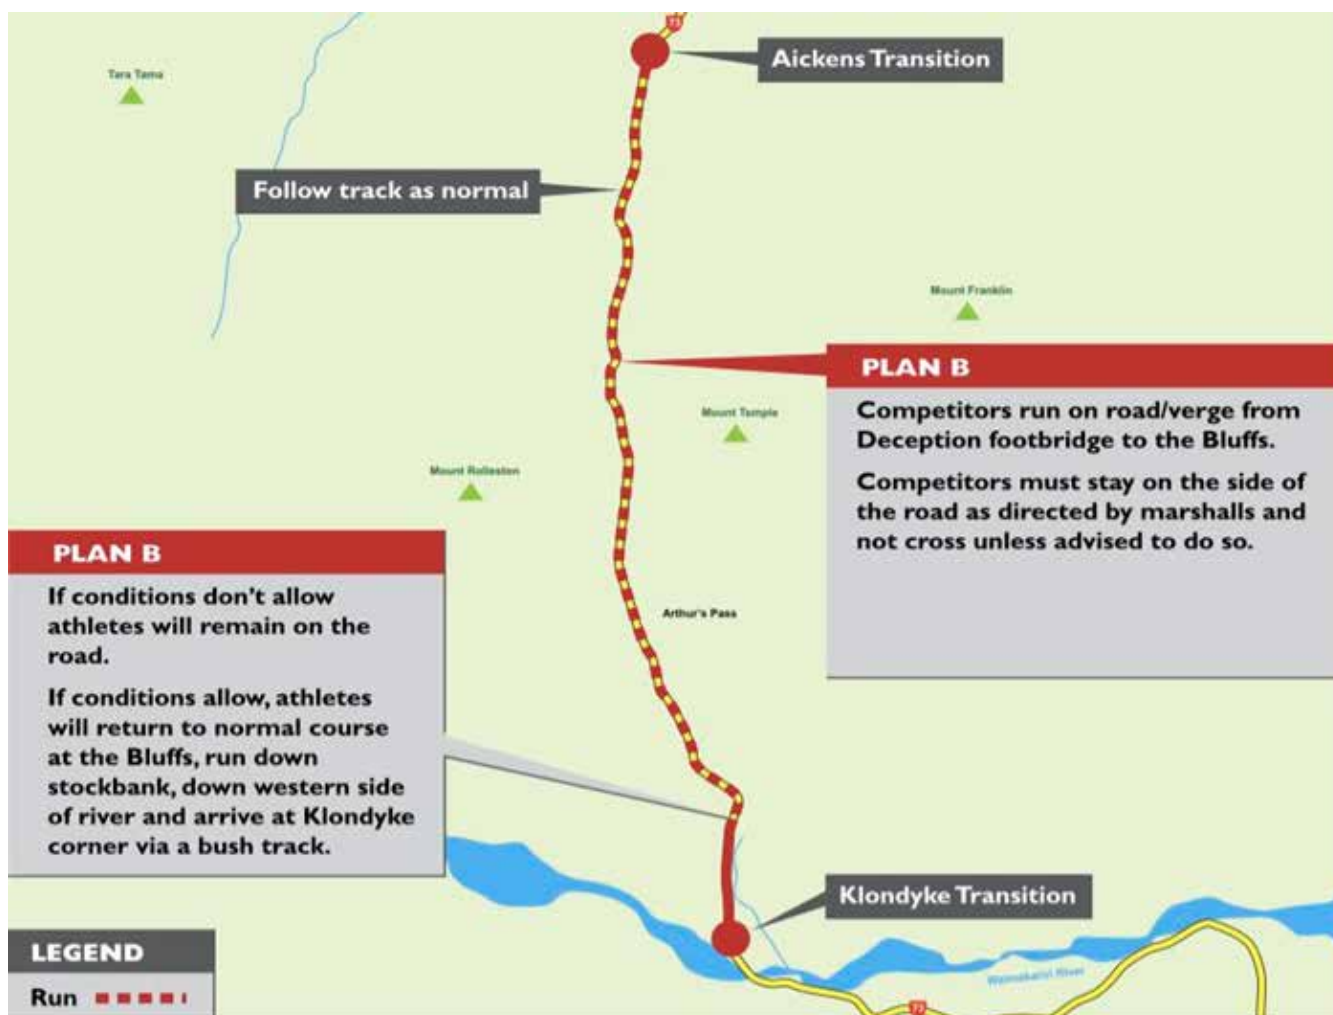 73
Aickens Transition
Tara Tama
Follow track as normal
Mount Franklin
PLAN B
Competitors run on road/verge from
Deception footbridge to the Bluffs.
Competitors must stay on the side of
the road as directed by marshalls and
not cross unless advised to do so.
Mount Temple
Mount Rolleston
PLAN B
If conditions don't allow
athletes will remain on the
road.
If conditions allow, athletes
will return to normal course
at the Bluffs, run down
stockbank, down western side
of river and arrive at Klondyke
corner via a bush track.
Arthur's Pass
Klondyke Transition
Waimakariri River
73
LEGEND
Run